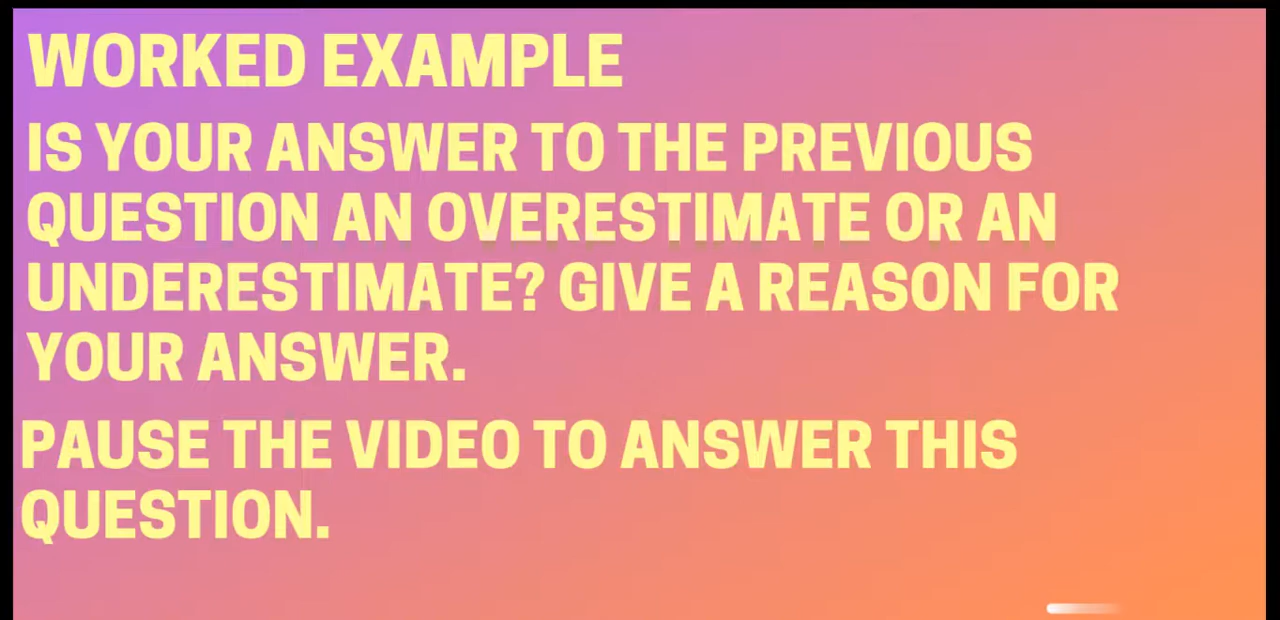 WORKED EXAMPLE
IS YOUR ANSWER TO THE PREVIOUS
QUESTION AN OVERESTIMATE OR AN
UNDERESTIMATE? GIVE A REASON FOR
YOUR ANSWER.
PAUSE THE VIDEO TO ANSWER THIS
QUESTION.